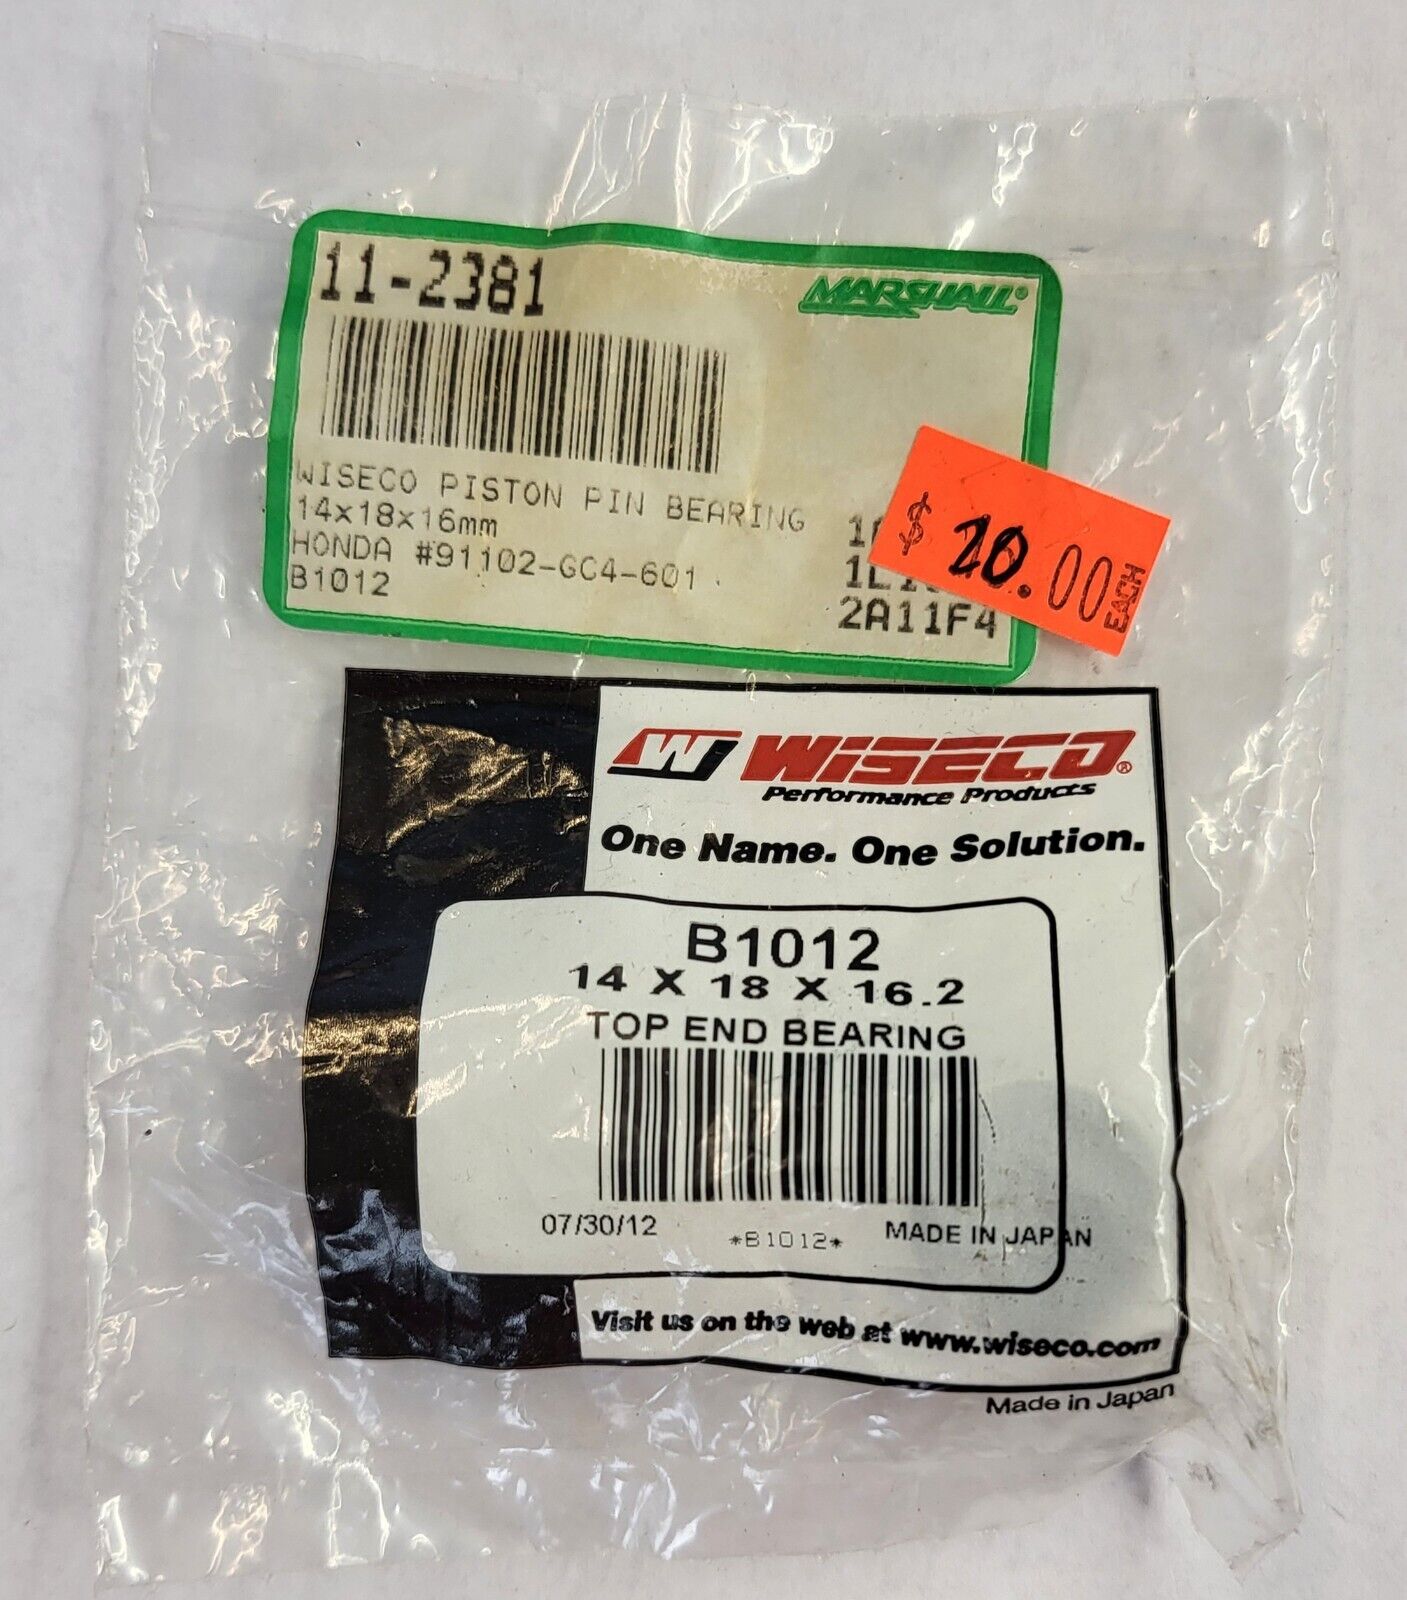 11-2381
MARSHALL®
WISECO PISTON PIN BEARING
14x18x16mm
HONDA #91102-GC4-601
B1012
2A11F4
$ 20.00 EACH
W WISECO®
Performance Products
One Name. One Solution.
B1012
14 X 18 X 16.2
TOP END BEARING
07/30/12 *B1012* MADE IN JAPAN
Visit us on the web at www.wiseco.com
Made in Japan